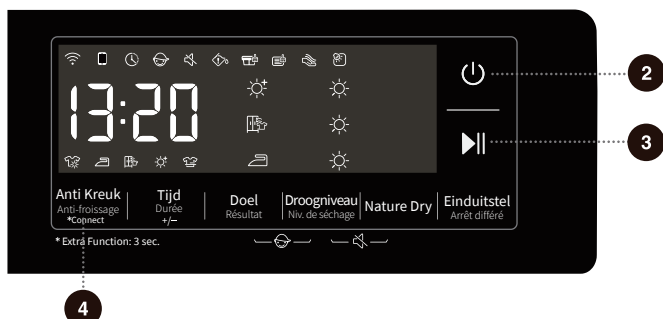 13:20
2
3
Anti Kreuk
Anti-froissage
*Connect
Tijd
Durée
+/−
Doel
Résultat
Droogniveau
Niv. de séchage
Nature Dry
Einduitstel
Arrêt différé
* Extra Function: 3 sec.
4